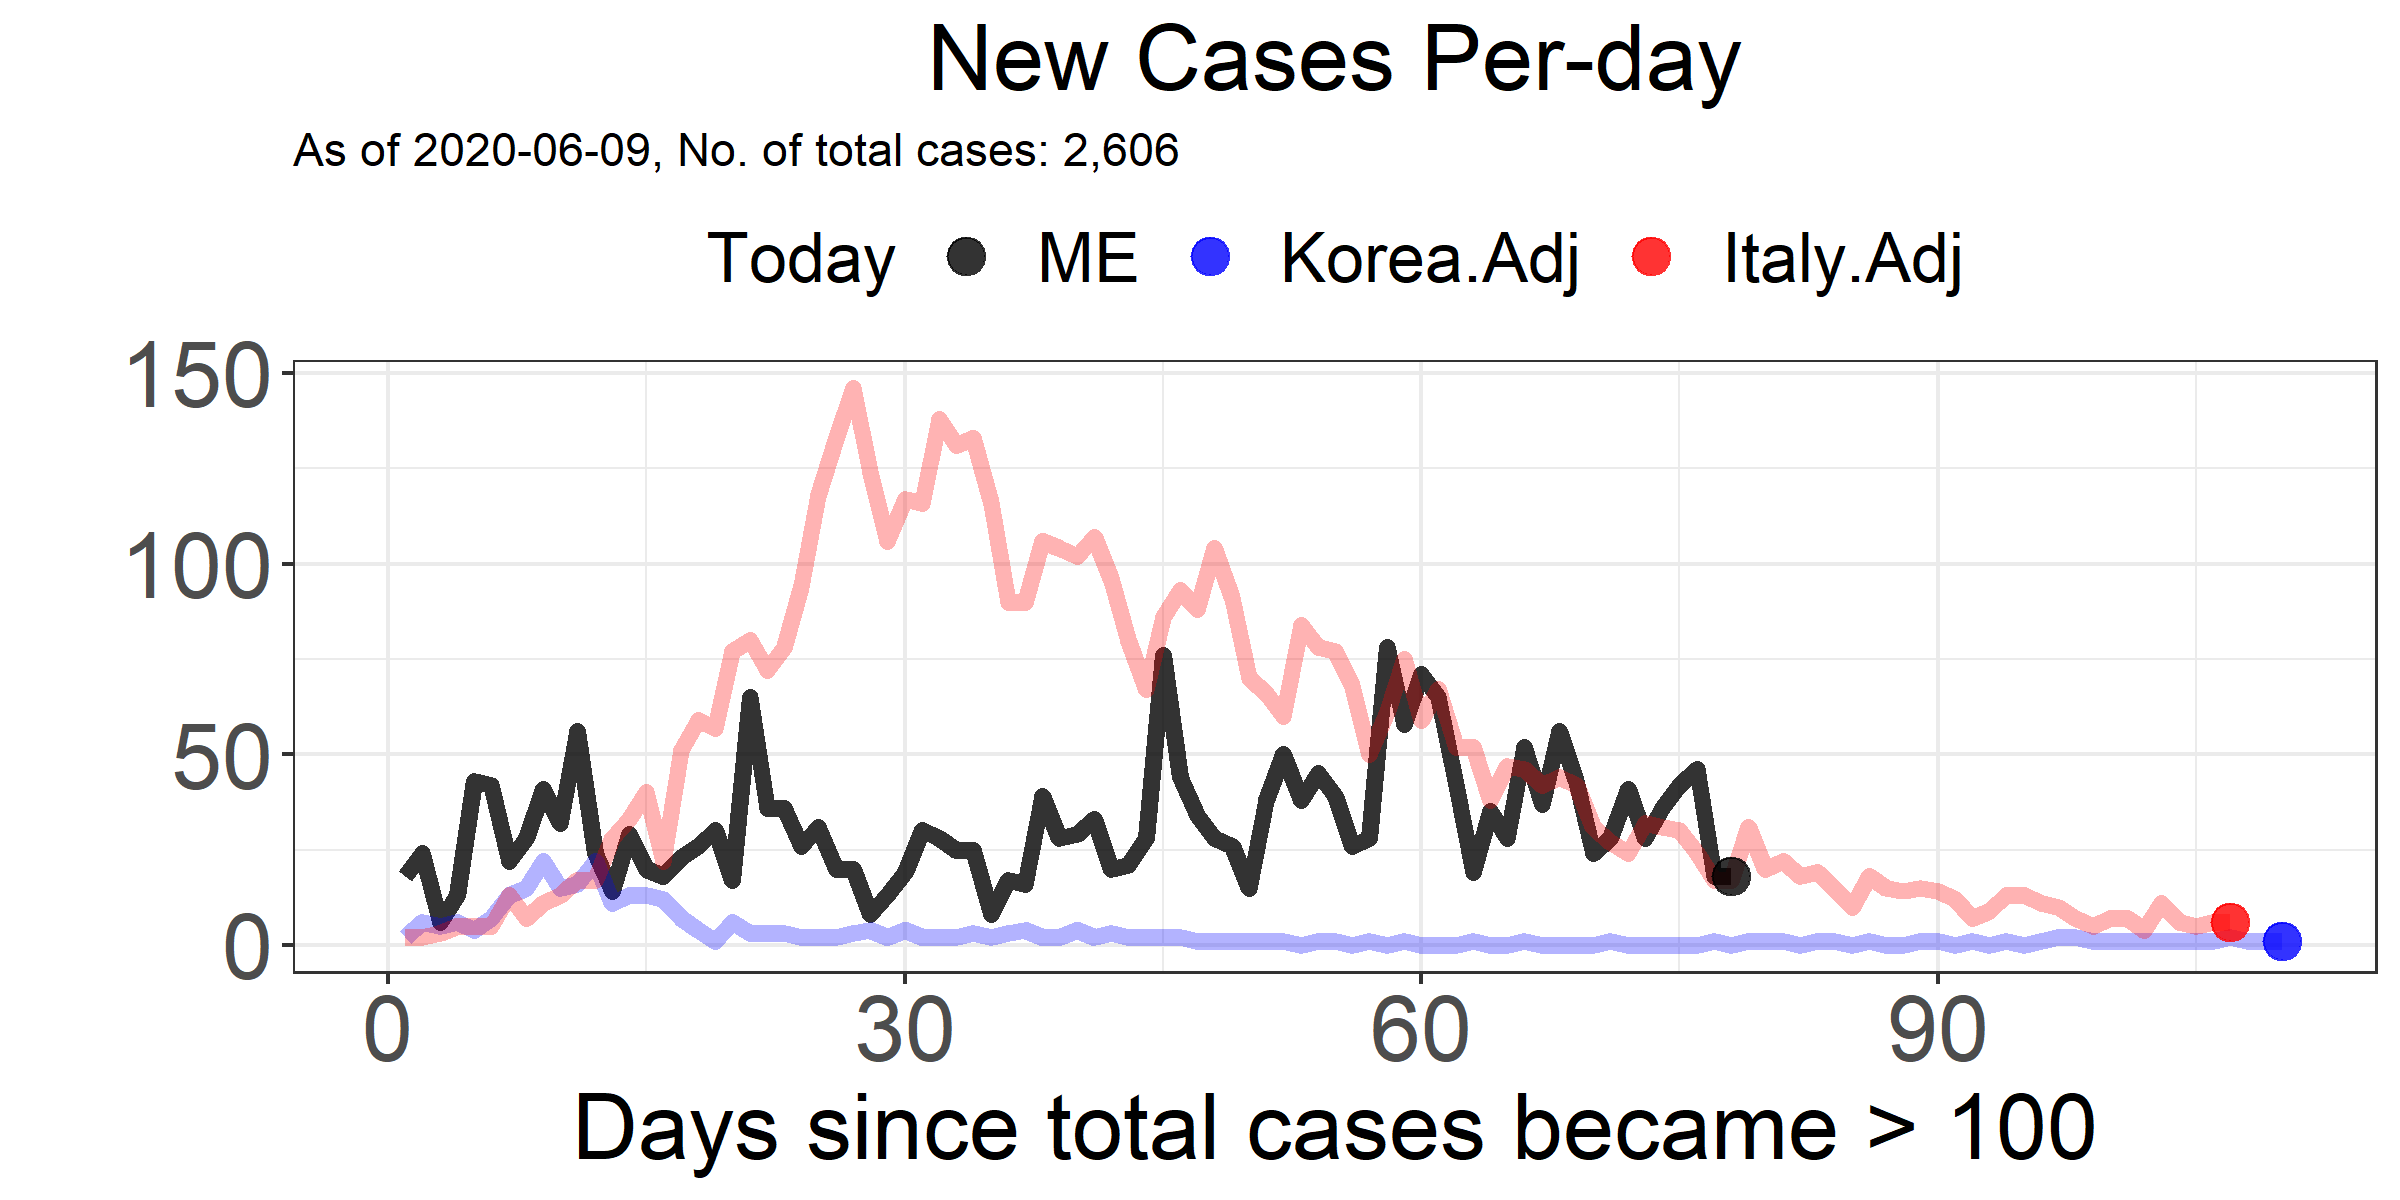 New Cases Per-day
As of 2020-06-09, No. of total cases: 2,606
Today ME Korea.Adj Italy.Adj
150
100
50
0
0 30 60 90
Days since total cases became > 100